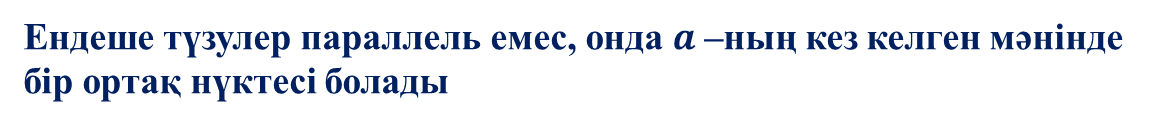 Ендеше түзулер параллель емес, онда a –ның кез келген мәнінде
бір ортақ нүктесі болады